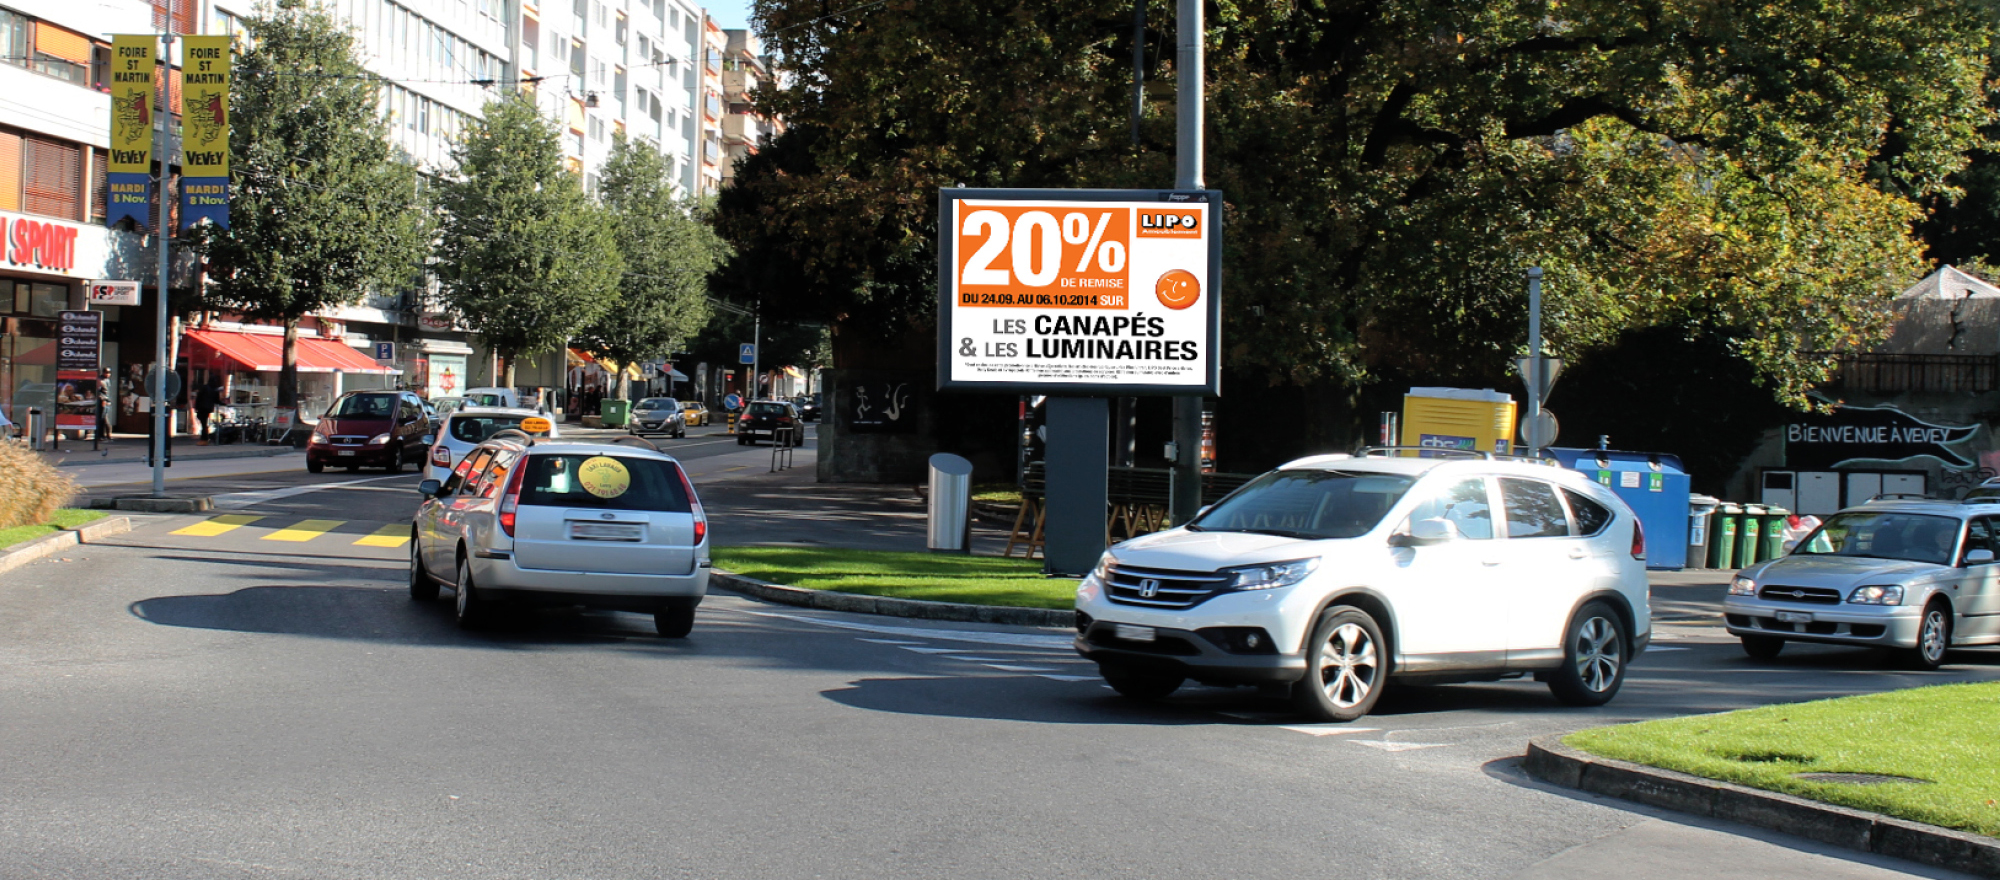 FOIRE
ST
MARTIN
VEVEY
MARDI
8 Nov.
FOIRE
ST
MARTIN
VEVEY
MARDI
8 Nov.
SPORT
FSP
P
20%
DE REMISE
DU 24.09. AU 06.10.2014 SUR
LIPO
LES CANAPÉS
& LES LUMINAIRES
BIENVENUE À VEVEY